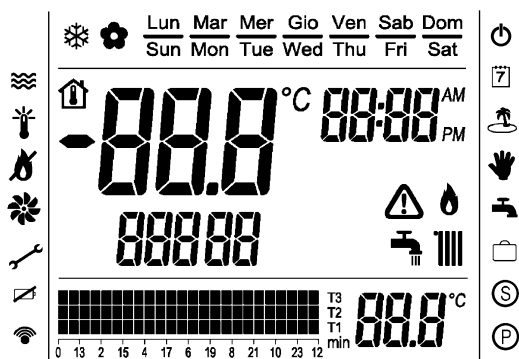 Lun Mar Mer Gio Ven Sab Dom
Sun Mon Tue Wed Thu Fri Sat
7
-88.8 °C 88:88 AM
PM
88888
T3
T2
T1
min 88.8 °C
0 13 2 15 4 17 6 19 8 21 10 23 12
S
P